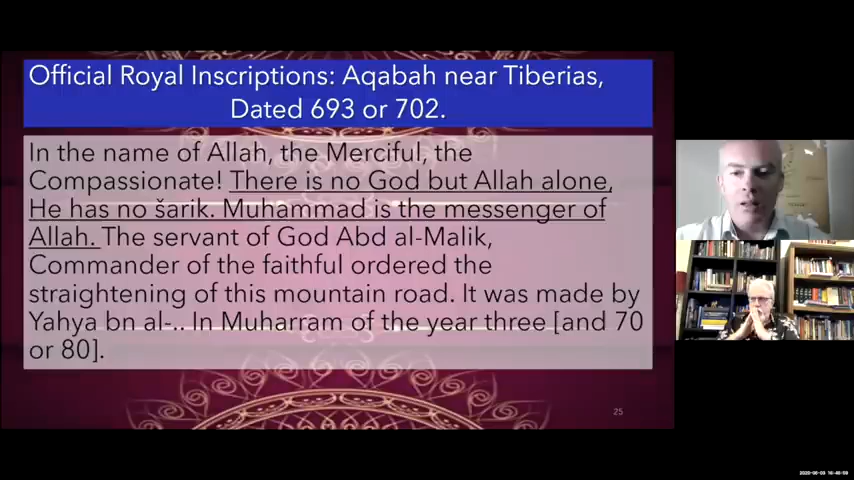 Official Royal Inscriptions: Aqabah near Tiberias,
Dated 693 or 702.
In the name of Allah, the Merciful, the
Compassionate! There is no God but Allah alone,
He has no šarik. Muhammad is the messenger of
Allah. The servant of God Abd al-Malik,
Commander of the faithful ordered the
straightening of this mountain road. It was made by
Yahya bn al-.. In Muharram of the year three [and 70
or 80].
25